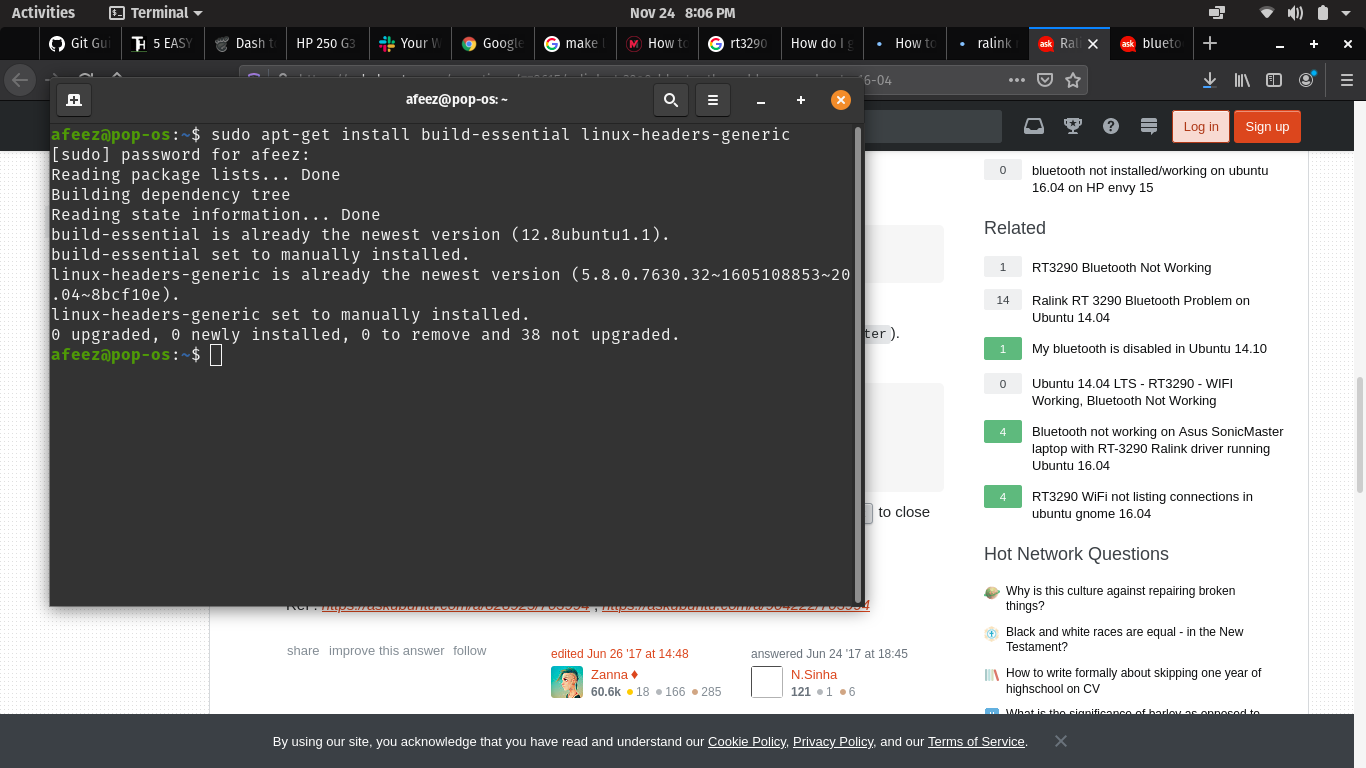 Activities
Terminal
Nov 24 8:06 PM
Git Gui
5 EASY
Dash to
HP 250 G3
Your W
Google
make l
How to
rt3290
How do I g
How to
ralink r
Ral
blueto
afeez@pop-os: ~
afeez@pop-os:~$ sudo apt-get install build-essential linux-headers-generic
[sudo] password for afeez:
Reading package lists... Done
Building dependency tree
Reading state information... Done
build-essential is already the newest version (12.8ubuntu1.1).
build-essential set to manually installed.
linux-headers-generic is already the newest version (5.8.0.7630.32~1605108853~20
.04~8bcf10e).
linux-headers-generic set to manually installed.
0 upgraded, 0 newly installed, 0 to remove and 38 not upgraded.
afeez@pop-os:~$
Log in
Sign up
0
bluetooth not installed/working on ubuntu
16.04 on HP envy 15
Related
1
RT3290 Bluetooth Not Working
14
Ralink RT 3290 Bluetooth Problem on
Ubuntu 14.04
1
My bluetooth is disabled in Ubuntu 14.10
0
Ubuntu 14.04 LTS - RT3290 - WIFI
Working, Bluetooth Not Working
4
Bluetooth not working on Asus SonicMaster
laptop with RT-3290 Ralink driver running
Ubuntu 16.04
4
RT3290 WiFi not listing connections in
ubuntu gnome 16.04
Hot Network Questions
Why is this culture against repairing broken
things?
Black and white races are equal - in the New
Testament?
How to write formally about skipping one year of
highschool on CV
What is the significance of barley as opposed to
ter ).
to close
share improve this answer follow
edited Jun 26 '17 at 14:48
Zanna
60.6k 18 166 285
answered Jun 24 '17 at 18:45
N.Sinha
121 1 6
By using our site, you acknowledge that you have read and understand our Cookie Policy, Privacy Policy, and our Terms of Service.